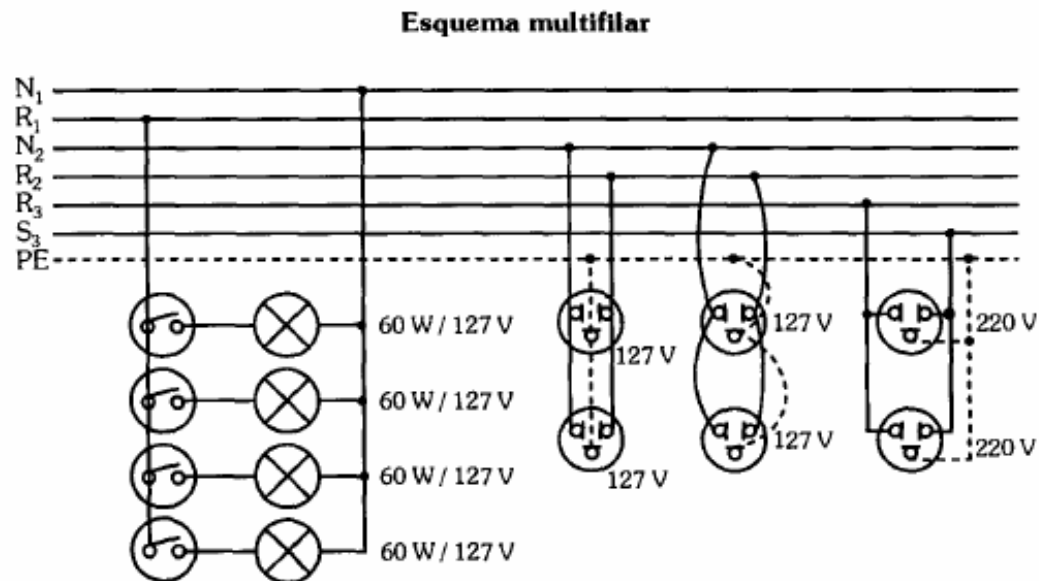 Esquema multifilar
N₁
R₁
N₂
R₂
R₃
S₃
PE
60 W / 127 V
127 V
127 V
220 V
60 W / 127 V
60 W / 127 V
127 V
127 V
220 V
60 W / 127 V